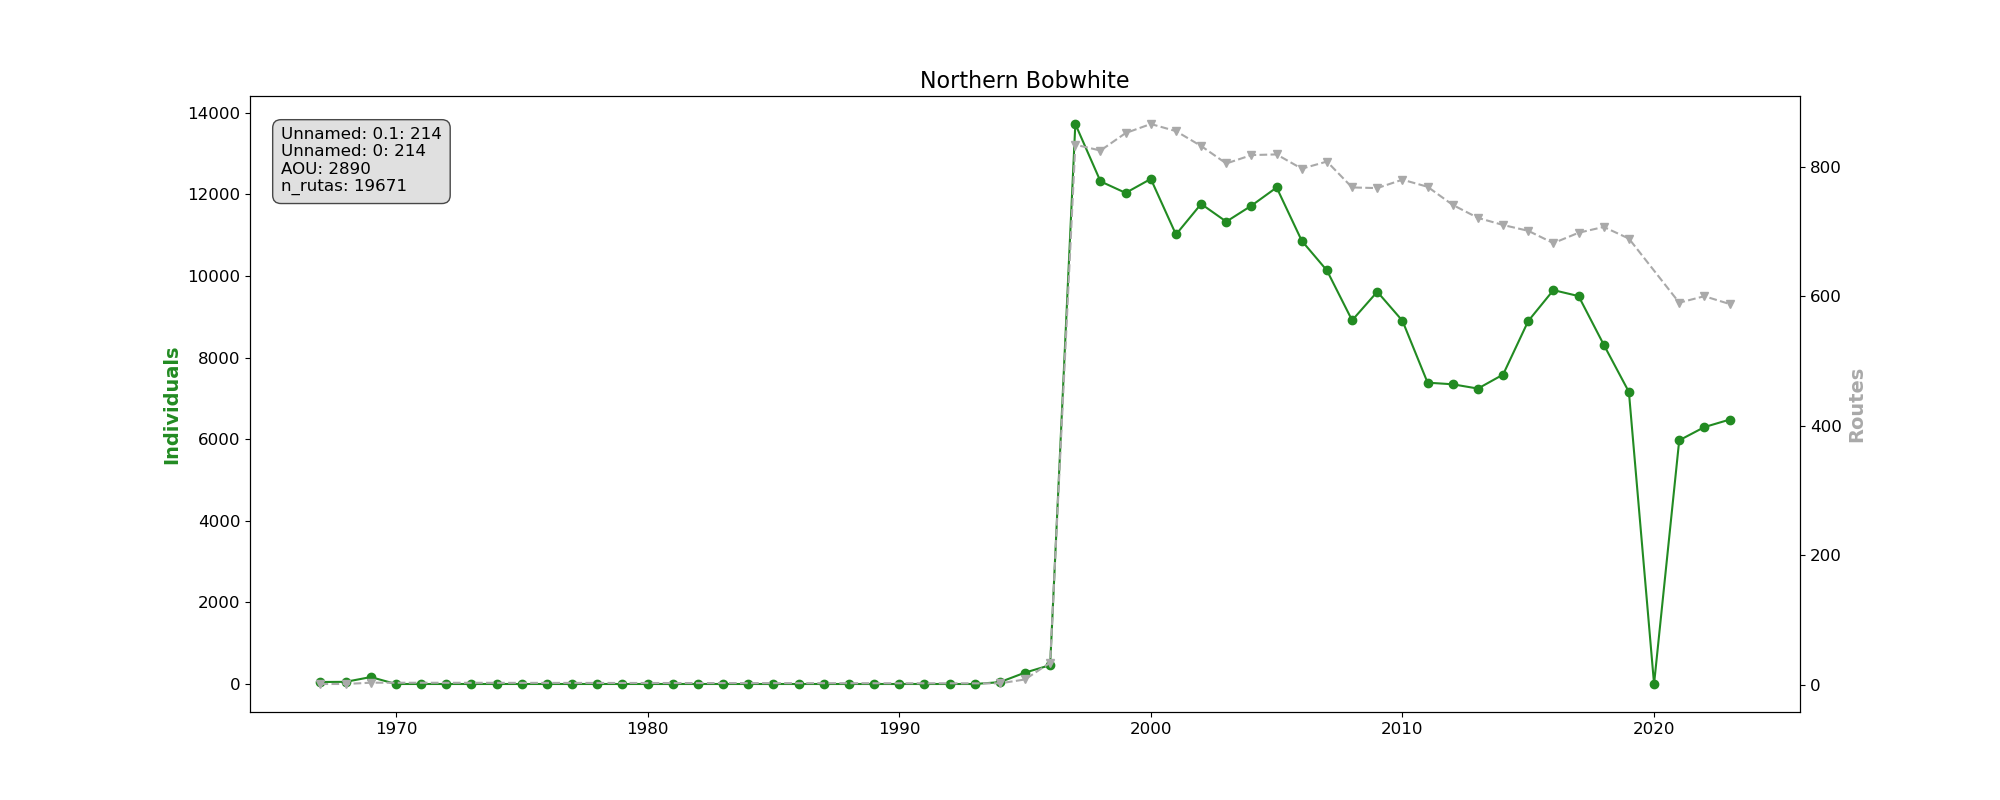 Northern Bobwhite
14000
12000
10000
8000
6000
4000
2000
0
Individuals
Unnamed: 0.1: 214
Unnamed: 0: 214
AOU: 2890
n_rutas: 19671
800
600
400
200
0
Routes
1970
1980
1990
2000
2010
2020